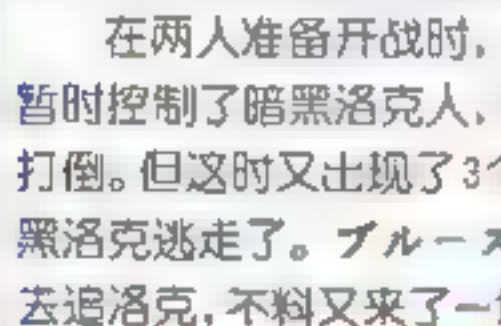 在两人准备开战时,
暂时控制了暗黑洛克人,
打倒。但这时又出现了3个
黑洛克逃走了。ブルース
去追洛克,不料又来了一